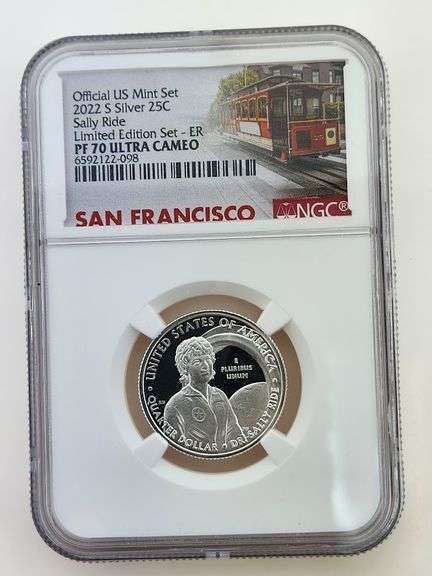 Official US Mint Set
2022 S Silver 25C
Sally Ride
Limited Edition Set - ER
PF 70 ULTRA CAMEO
6592122-098
SAN FRANCISCO
NGC®
UNITED STATES OF AMERICA
E
PLURIBUS
UNUM
QUARTER DOLLAR • DR. SALLY RIDE